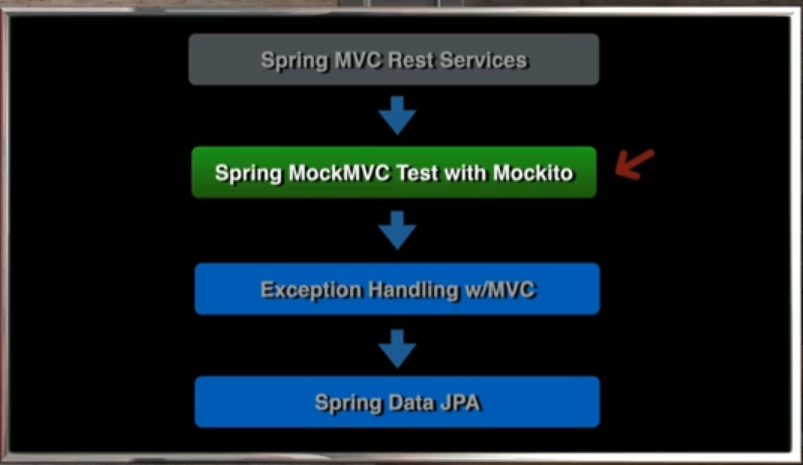 Spring MVC Rest Services
Spring MockMVC Test with Mockito
Exception Handling w/MVC
Spring Data JPA